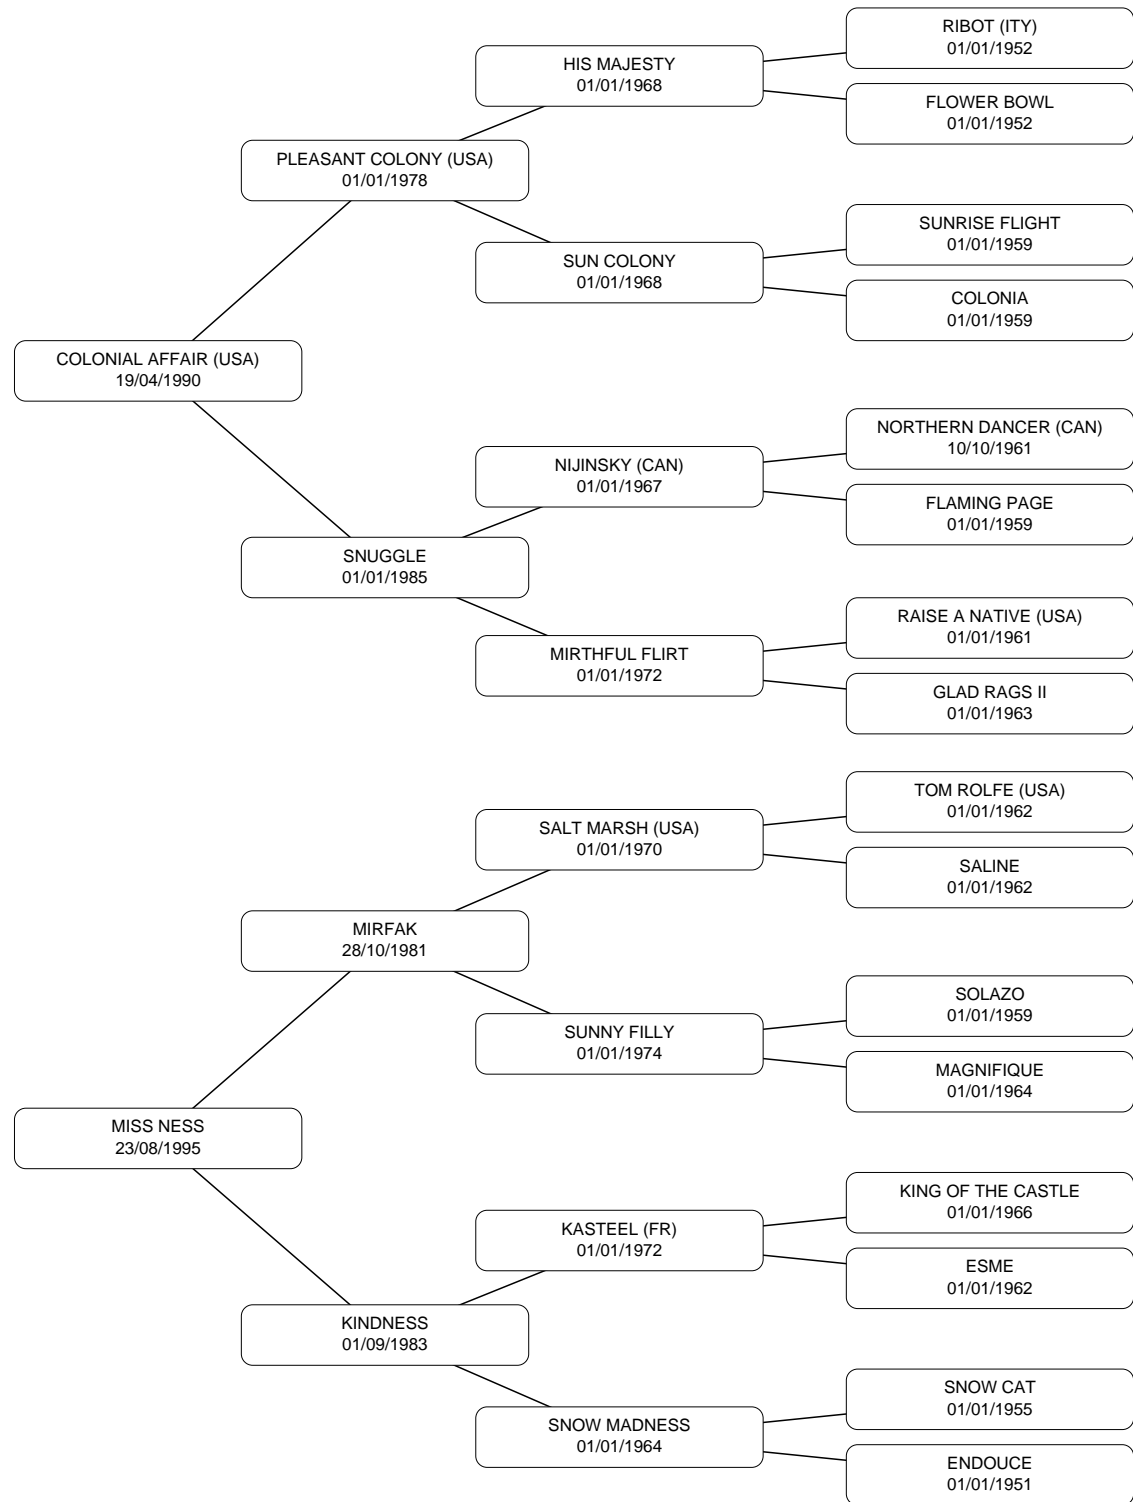 RIBOT (ITY)
01/01/1952
HIS MAJESTY
01/01/1968
FLOWER BOWL
01/01/1952
PLEASANT COLONY (USA)
01/01/1978
SUNRISE FLIGHT
01/01/1959
SUN COLONY
01/01/1968
COLONIA
01/01/1959
COLONIAL AFFAIR (USA)
19/04/1990
NORTHERN DANCER (CAN)
10/10/1961
NIJINSKY (CAN)
01/01/1967
FLAMING PAGE
01/01/1959
SNUGGLE
01/01/1985
RAISE A NATIVE (USA)
01/01/1961
MIRTHFUL FLIRT
01/01/1972
GLAD RAGS II
01/01/1963
TOM ROLFE (USA)
01/01/1962
SALT MARSH (USA)
01/01/1970
SALINE
01/01/1962
MIRFAK
28/10/1981
SOLAZO
01/01/1959
SUNNY FILLY
01/01/1974
MAGNIFIQUE
01/01/1964
MISS NESS
23/08/1995
KING OF THE CASTLE
01/01/1966
KASTEEL (FR)
01/01/1972
ESME
01/01/1962
KINDNESS
01/09/1983
SNOW CAT
01/01/1955
SNOW MADNESS
01/01/1964
ENDOUCE
01/01/1951